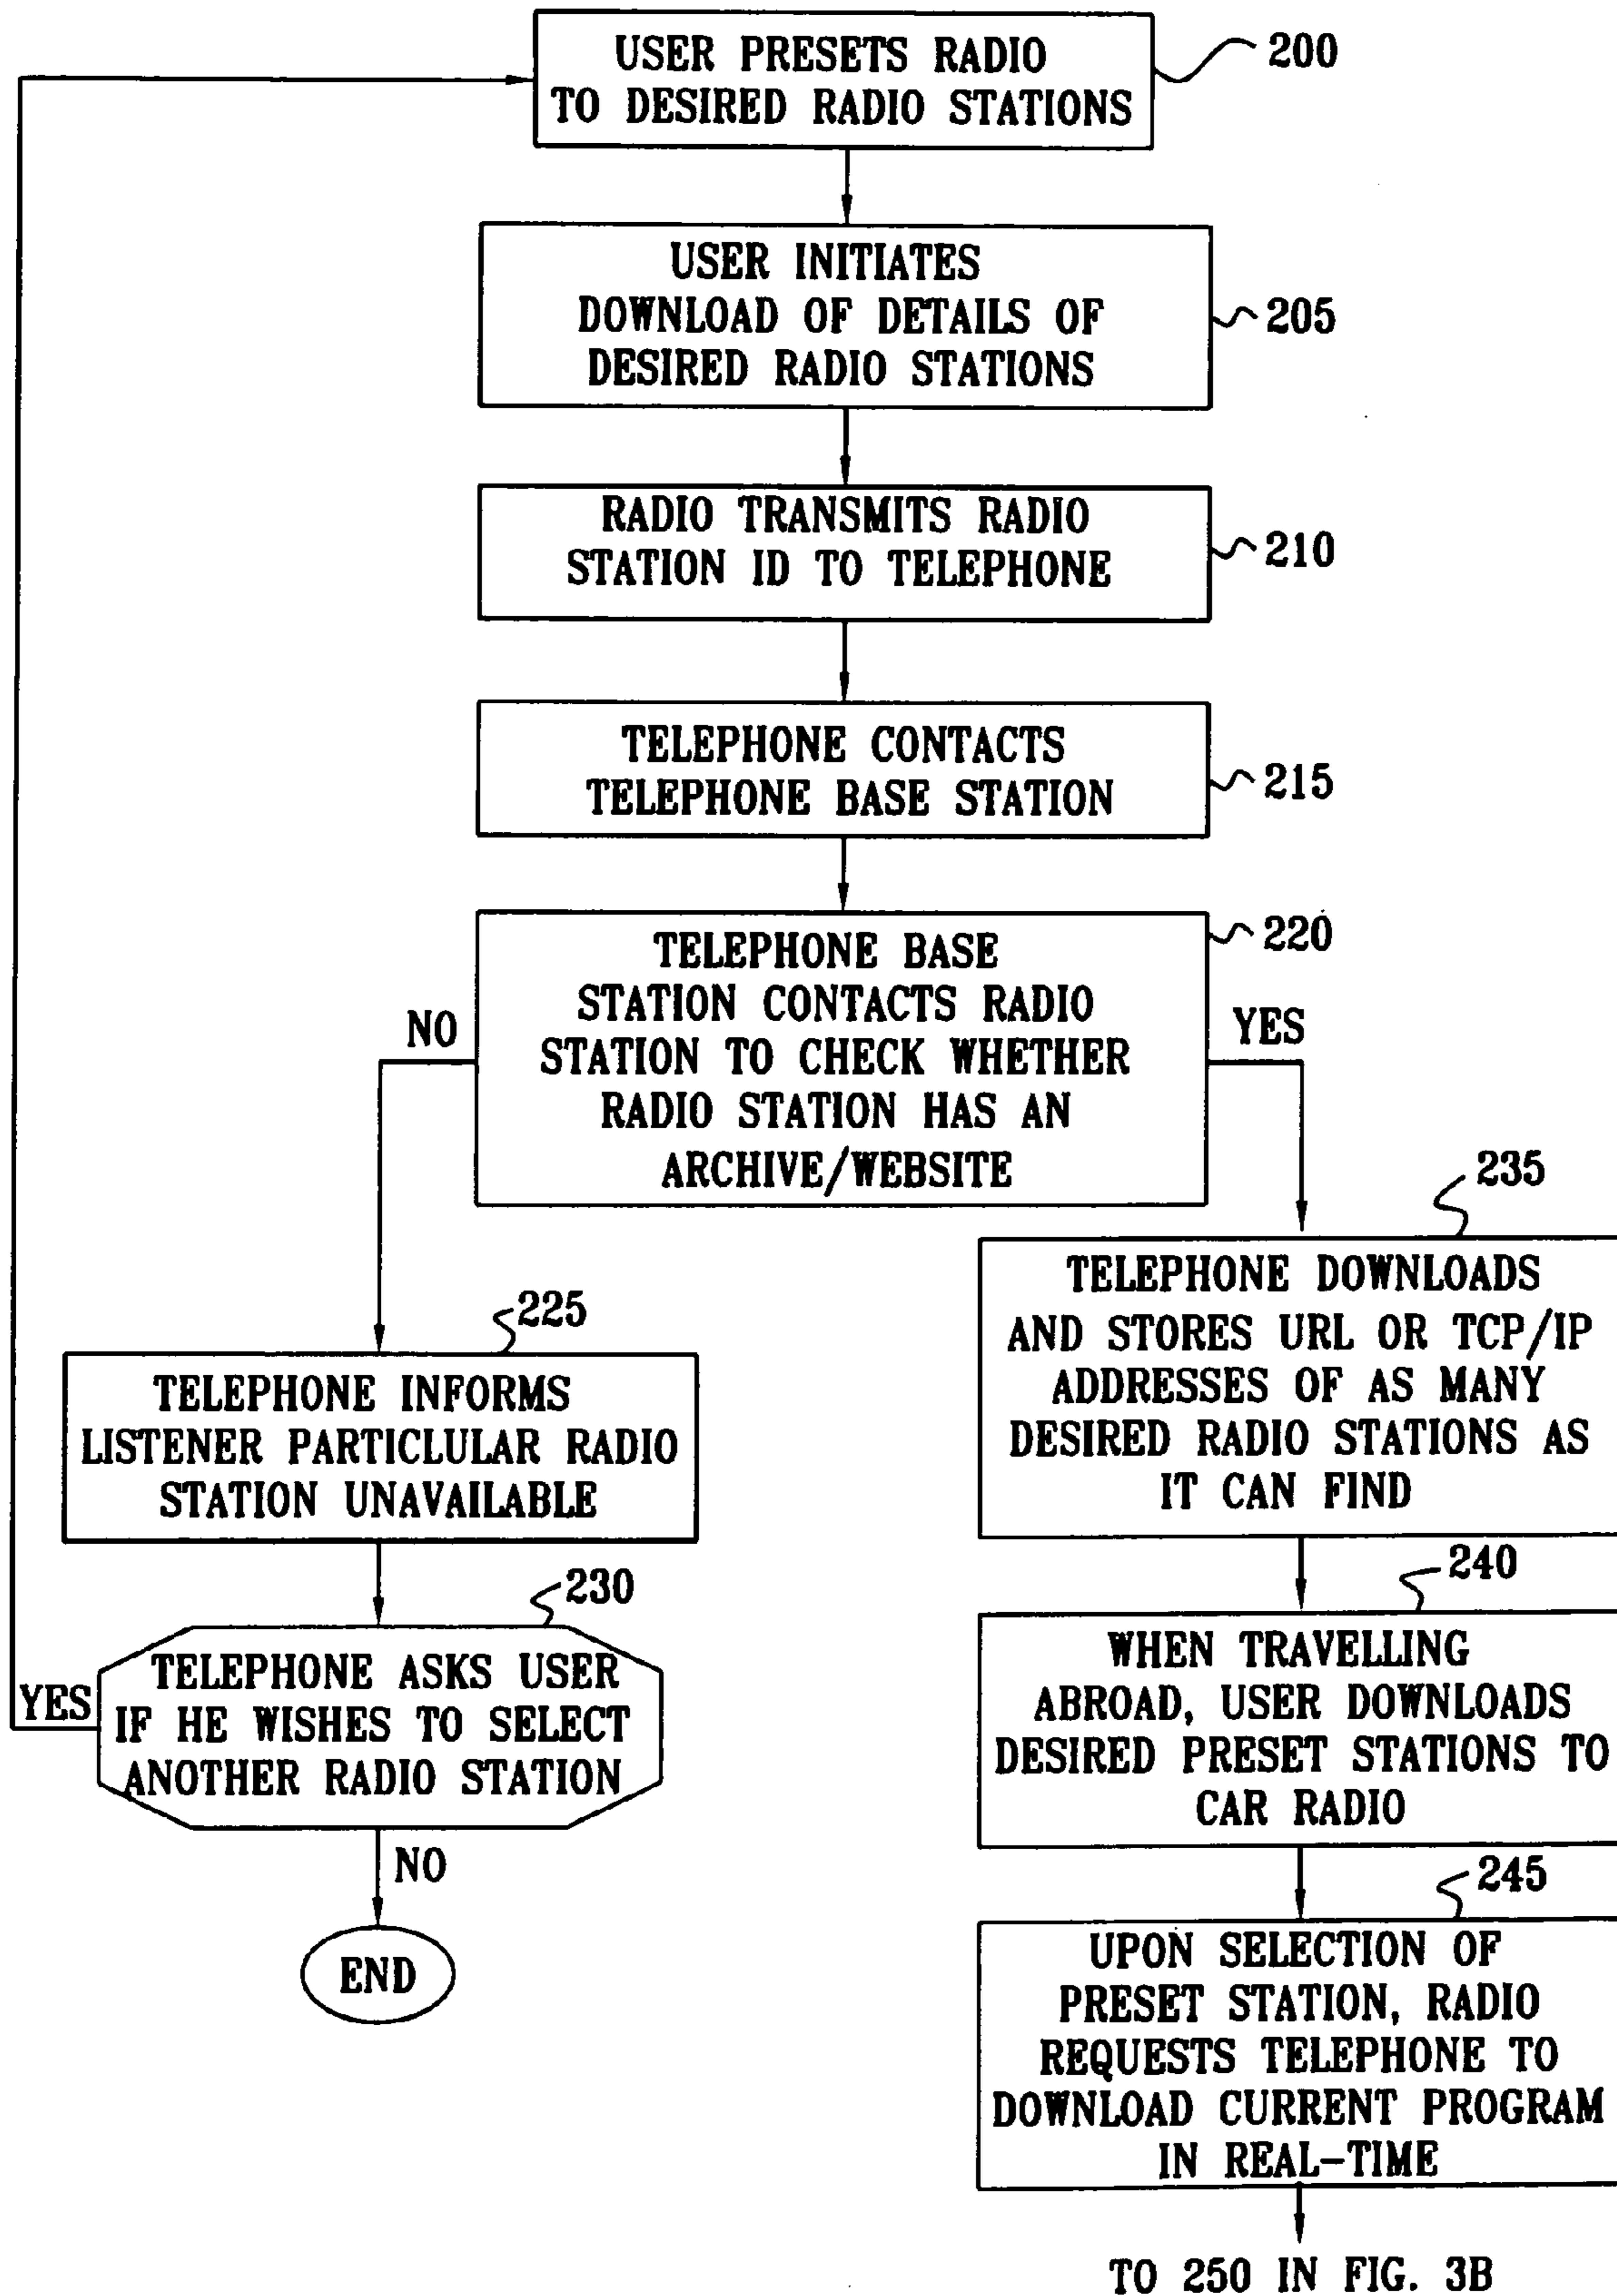 USER PRESETS RADIO
TO DESIRED RADIO STATIONS
200
USER INITIATES
DOWNLOAD OF DETAILS OF
DESIRED RADIO STATIONS
205
RADIO TRANSMITS RADIO
STATION ID TO TELEPHONE
210
TELEPHONE CONTACTS
TELEPHONE BASE STATION
215
TELEPHONE BASE
STATION CONTACTS RADIO
STATION TO CHECK WHETHER
RADIO STATION HAS AN
ARCHIVE/WEBSITE
220
NO
YES
225
TELEPHONE INFORMS
LISTENER PARTICLULAR RADIO
STATION UNAVAILABLE
230
TELEPHONE ASKS USER
IF HE WISHES TO SELECT
ANOTHER RADIO STATION
YES
NO
END
235
TELEPHONE DOWNLOADS
AND STORES URL OR TCP/IP
ADDRESSES OF AS MANY
DESIRED RADIO STATIONS AS
IT CAN FIND
240
WHEN TRAVELLING
ABROAD, USER DOWNLOADS
DESIRED PRESET STATIONS TO
CAR RADIO
245
UPON SELECTION OF
PRESET STATION, RADIO
REQUESTS TELEPHONE TO
DOWNLOAD CURRENT PROGRAM
IN REAL-TIME
TO 250 IN FIG. 3B